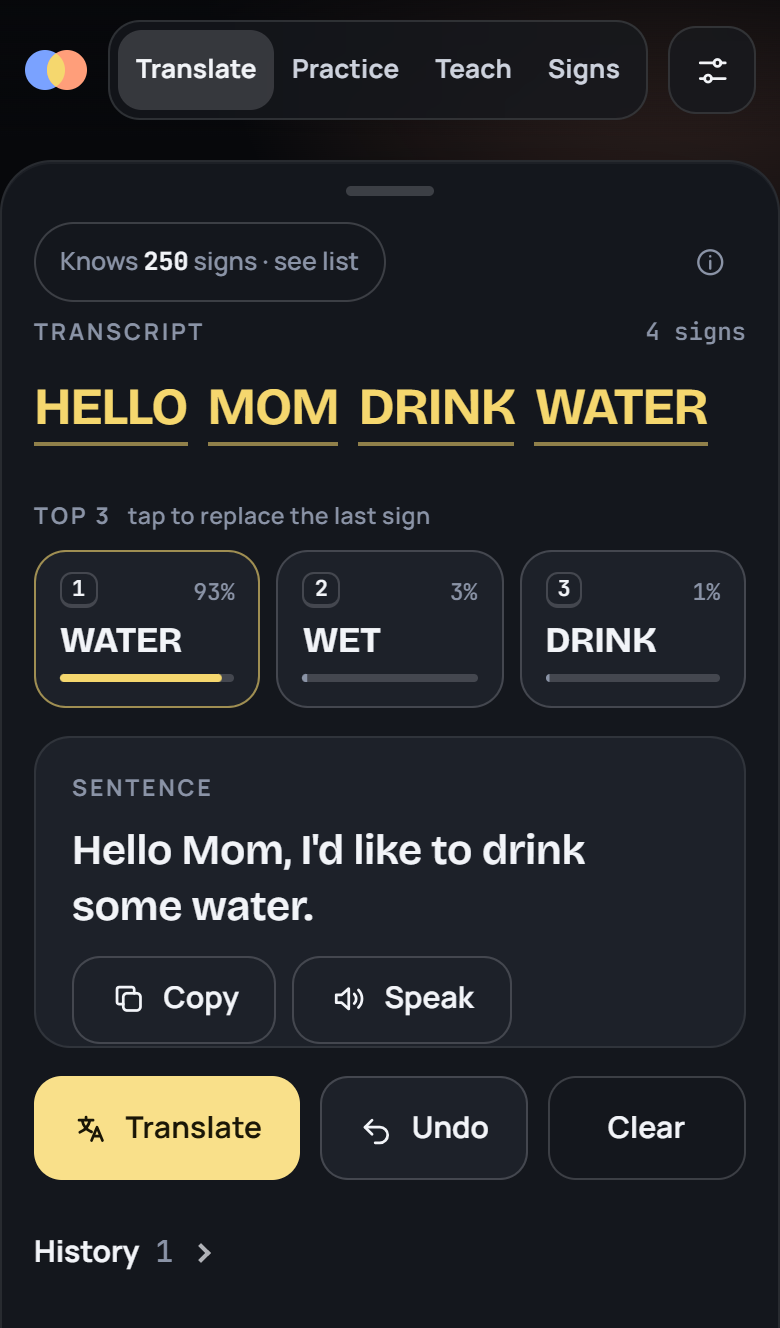 Translate Practice Teach Signs
Knows 250 signs · see list
TRANSCRIPT 4 signs
HELLO MOM DRINK WATER
TOP 3 tap to replace the last sign
1 93% 2 3% 3 1%
WATER WET DRINK
SENTENCE
Hello Mom, I'd like to drink
some water.
Copy Speak
Translate Undo Clear
History 1